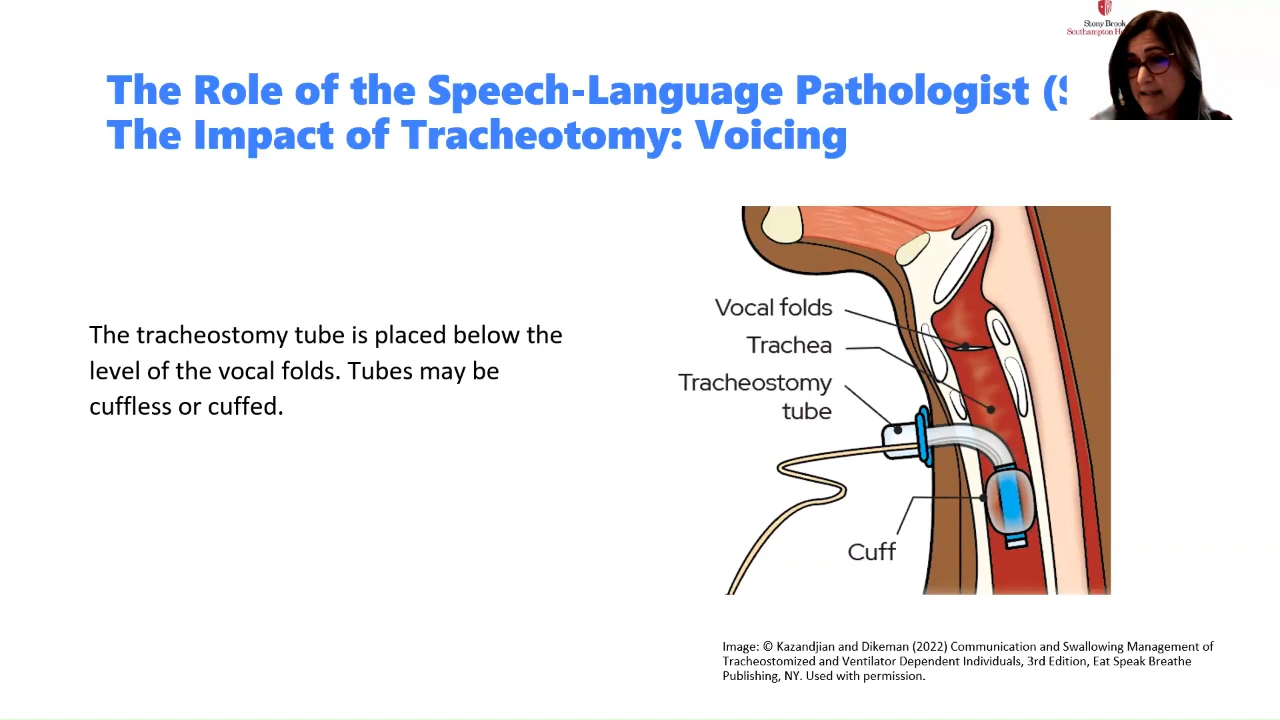 Stony Brook
Southampton
The Role of the Speech-Language Pathologist
The Impact of Tracheotomy: Voicing
The tracheostomy tube is placed below the
level of the vocal folds. Tubes may be
cuffless or cuffed.
Vocal folds
Trachea
Tracheostomy
tube
Cuff
Image: © Kazandjian and Dikeman (2022) Communication and Swallowing Management of
Tracheostomized and Ventilator Dependent Individuals, 3rd Edition, Eat Speak Breathe
Publishing, NY. Used with permission.